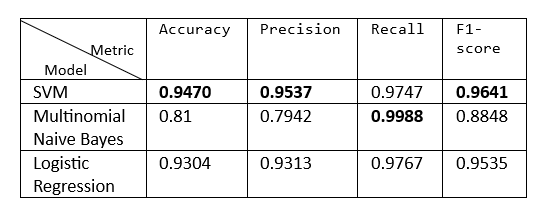 Metric
Model
Accuracy
Precision
Recall
F1-
score
SVM
0.9470
0.9537
0.9747
0.9641
Multinomial
Naive Bayes
0.81
0.7942
0.9988
0.8848
Logistic
Regression
0.9304
0.9313
0.9767
0.9535